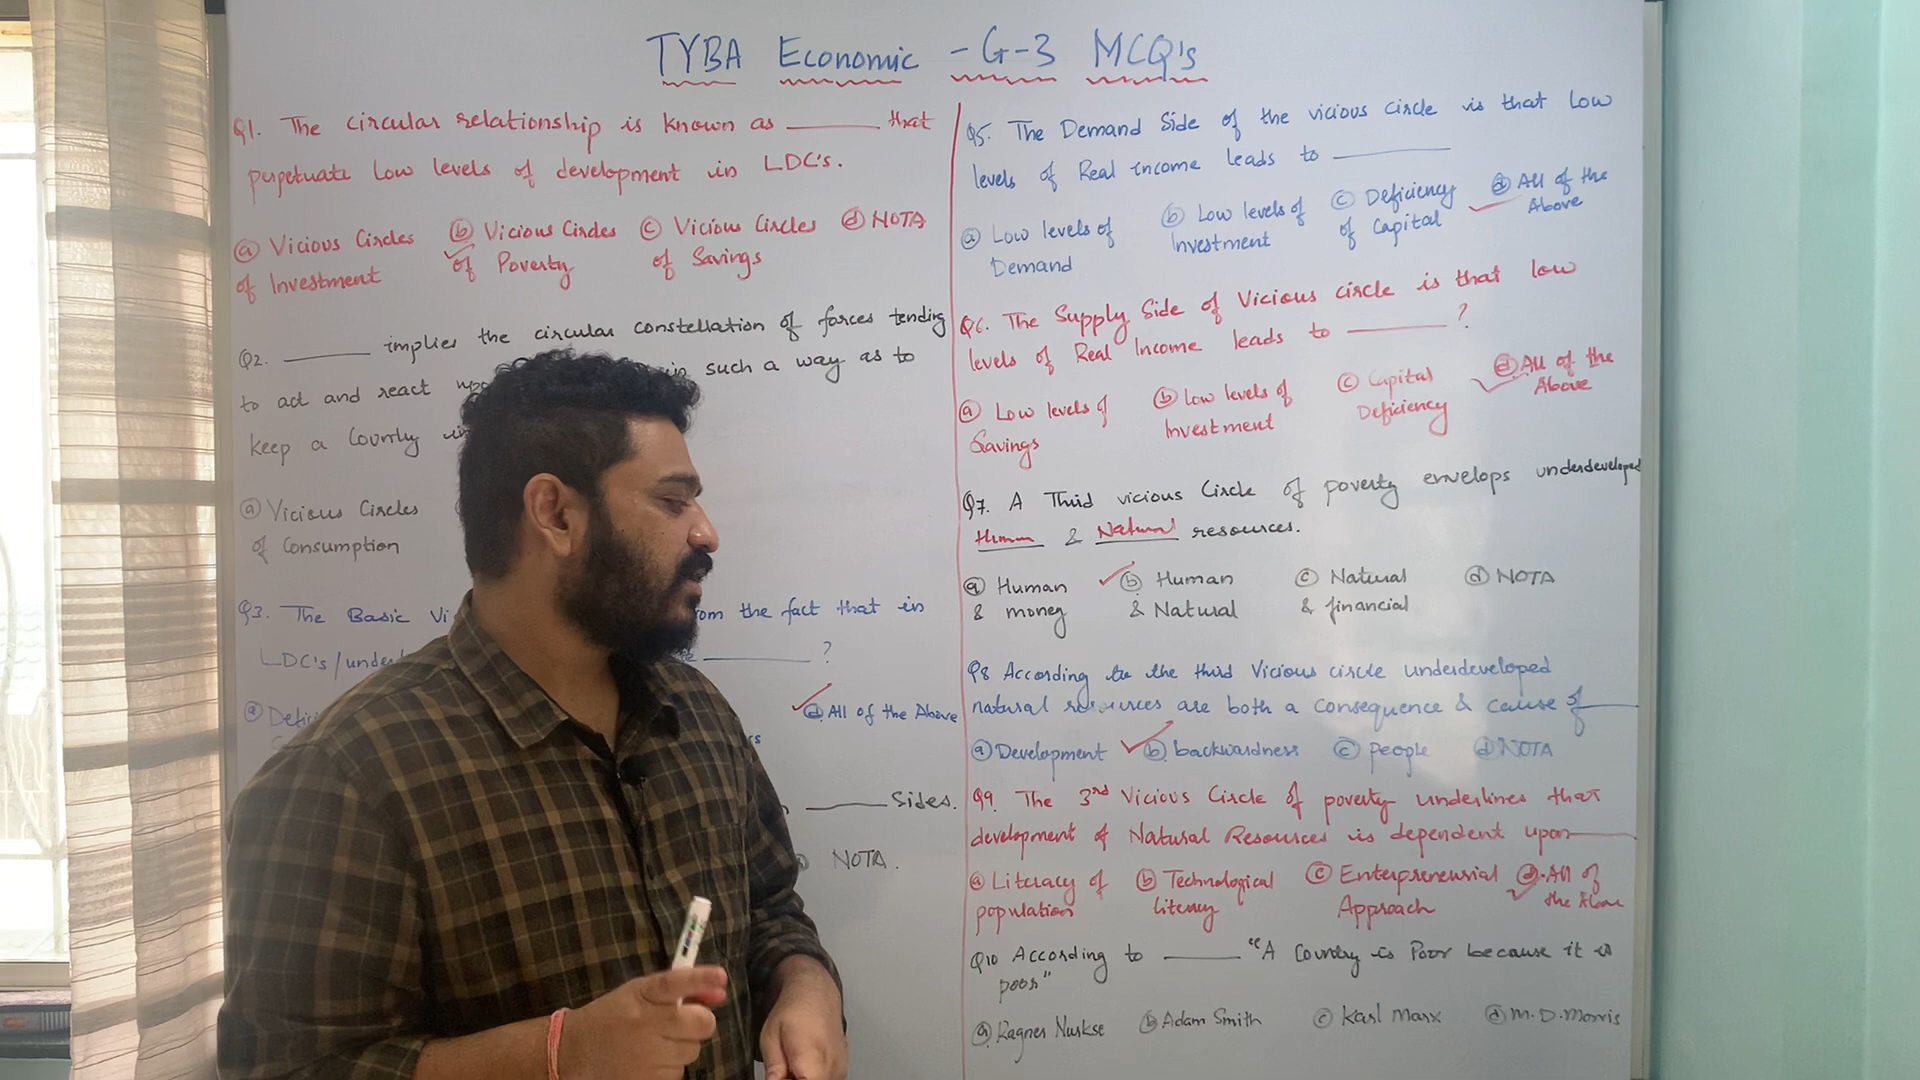 TYBA Economic - G-3 MCQ's
Q1. The circular relationship is known as ______ that
perpetuate Low levels of development in LDC's.
ⓐ Vicious Circles ⓑ Vicious Circles ⓒ Vicious Circles ⓓ NOTA
of Investment of Poverty of Savings
Q2. ______ implies the circular constellation of forces tending
to act and react in such a way as to
keep a Country
ⓐ Vicious Circles
of Consumption
Q3. The Basic from the fact that in
LDC's/ ______ ?
ⓐ ⓓ All of the Above
______ Sides.
NOTA.
Q5. The Demand Side of the vicious circle is that Low
levels of Real income leads to ______
ⓐ Low levels of ⓑ Low levels of ⓒ Deficiency ⓓ All of the
Demand Investment of Capital Above
Q6. The Supply Side of Vicious circle is that low
levels of Real Income leads to ______ ?
ⓐ Low levels of ⓑ Low levels of ⓒ Capital ⓓ All of the
Savings Investment Deficiency Above
Q7. A Third vicious Circle of poverty envelops underdeveloped
Human & Natural resources.
ⓐ Human ⓑ Human ⓒ Natural ⓓ NOTA
& money & Natural & financial
Q8 According to the third Vicious circle underdeveloped
natural resources are both a consequence & cause of ______
ⓐ Development ⓑ backwardness ⓒ people ⓓ NOTA
Q9. The 3rd Vicious Circle of poverty underlines that
development of Natural Resources is dependent upon ______
ⓐ Literacy of ⓑ Technological ⓒ Enterpreneurial ⓓ All of
population literacy Approach the Above
Q10 According to ______ "A Country is Poor because it is
poor"
ⓐ Ragner Nurkse ⓑ Adam Smith ⓒ Karl Marx ⓓ M.D.Morris